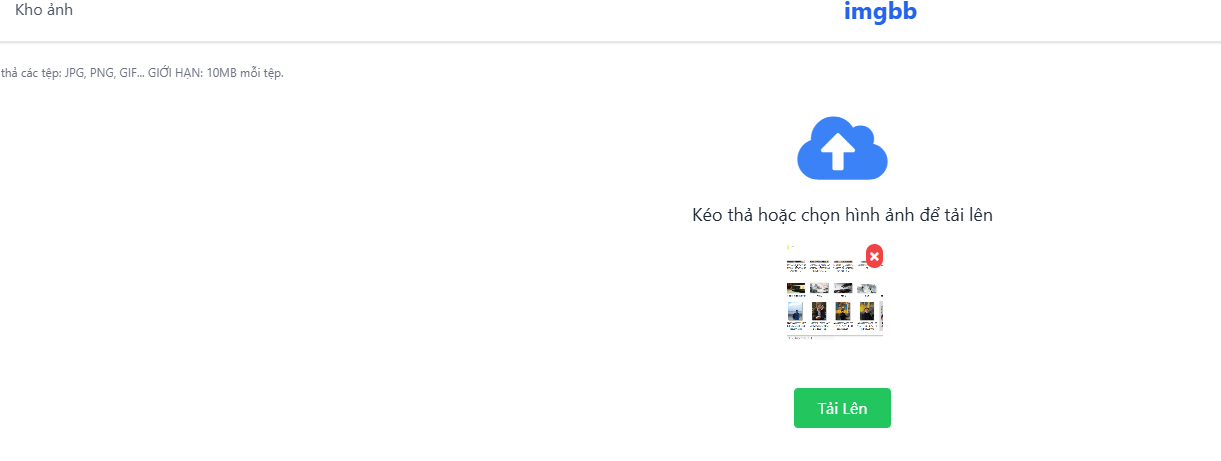 Kho ảnh
imgbb
thả các tệp: JPG, PNG, GIF... GIỚI HẠN: 10MB mỗi tệp.
Kéo thả hoặc chọn hình ảnh để tải lên
Tải Lên